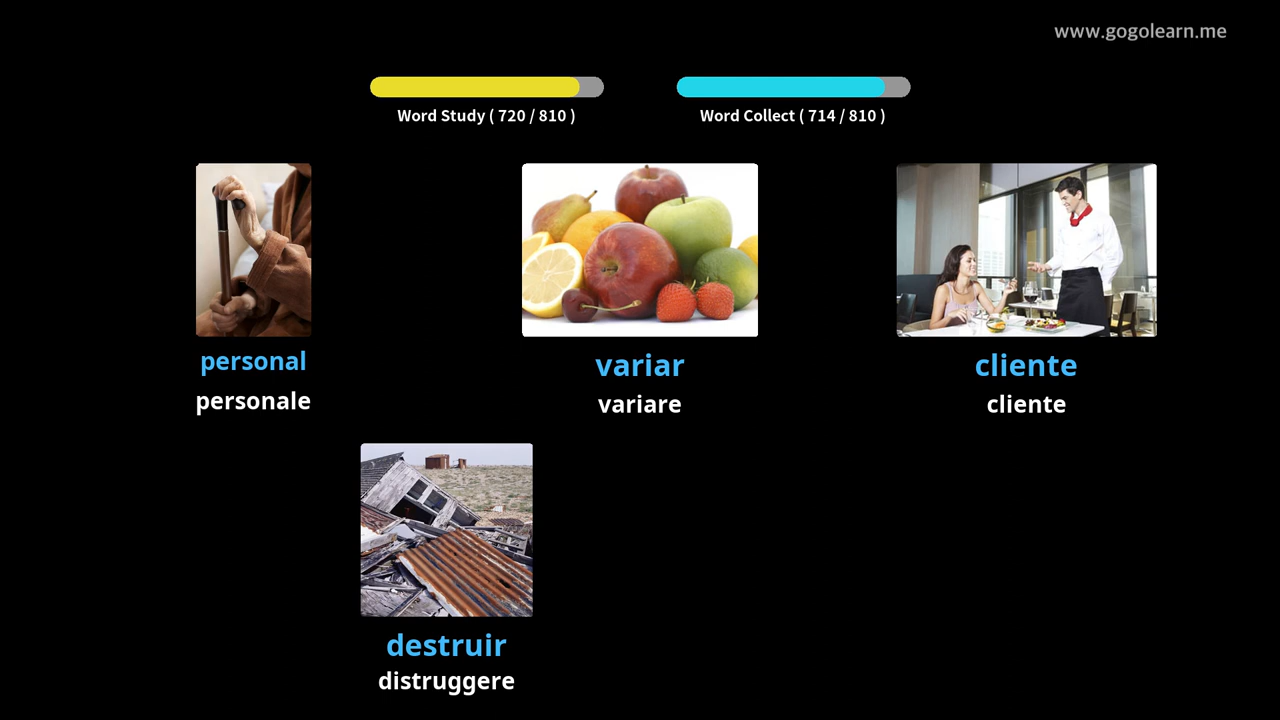 www.gogolearn.me
Word Study ( 720 / 810 )
Word Collect ( 714 / 810 )
personal
personale
variar
variare
cliente
cliente
destruir
distruggere